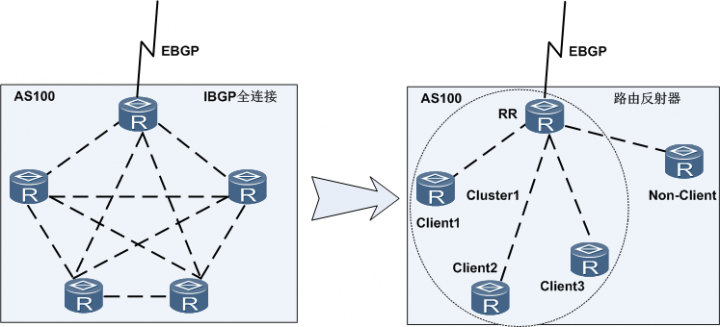 EBGP
AS100
IBGP全连接
R
R
R
R
R
EBGP
AS100
路由反射器
RR
R
R
Non-Client
R
Cluster1
Client1
Client2
R
Client3
R